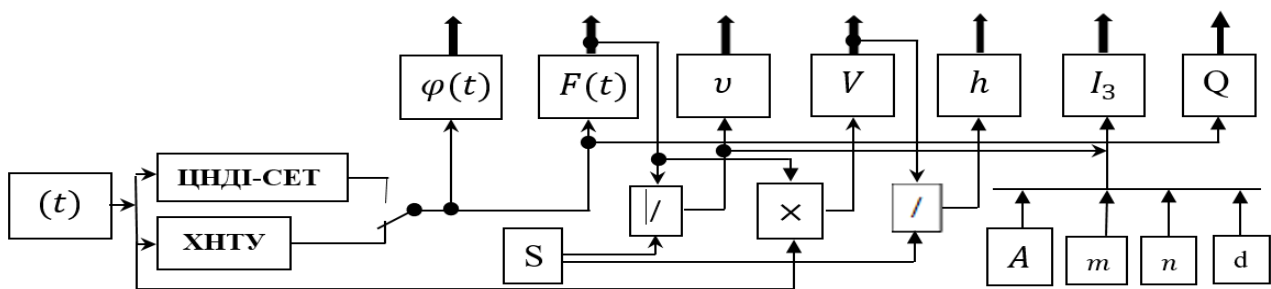 φ(t) F(t) υ V h I₃ Q
(t) ЦНДІ-СЕТ
ХНТУ
/ × /
S A m n d